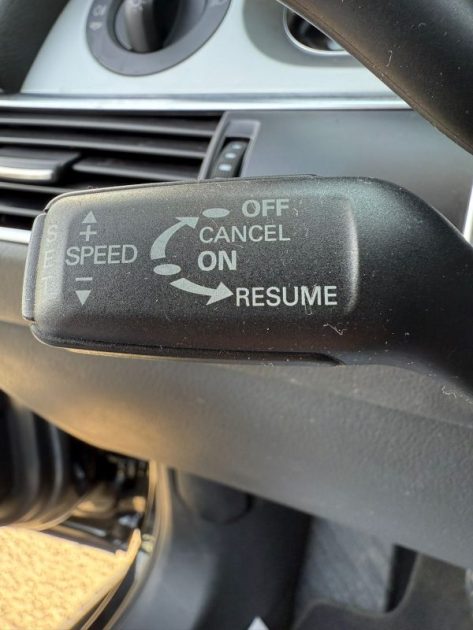 OFF
CANCEL
+
SPEED
ON
−
RESUME